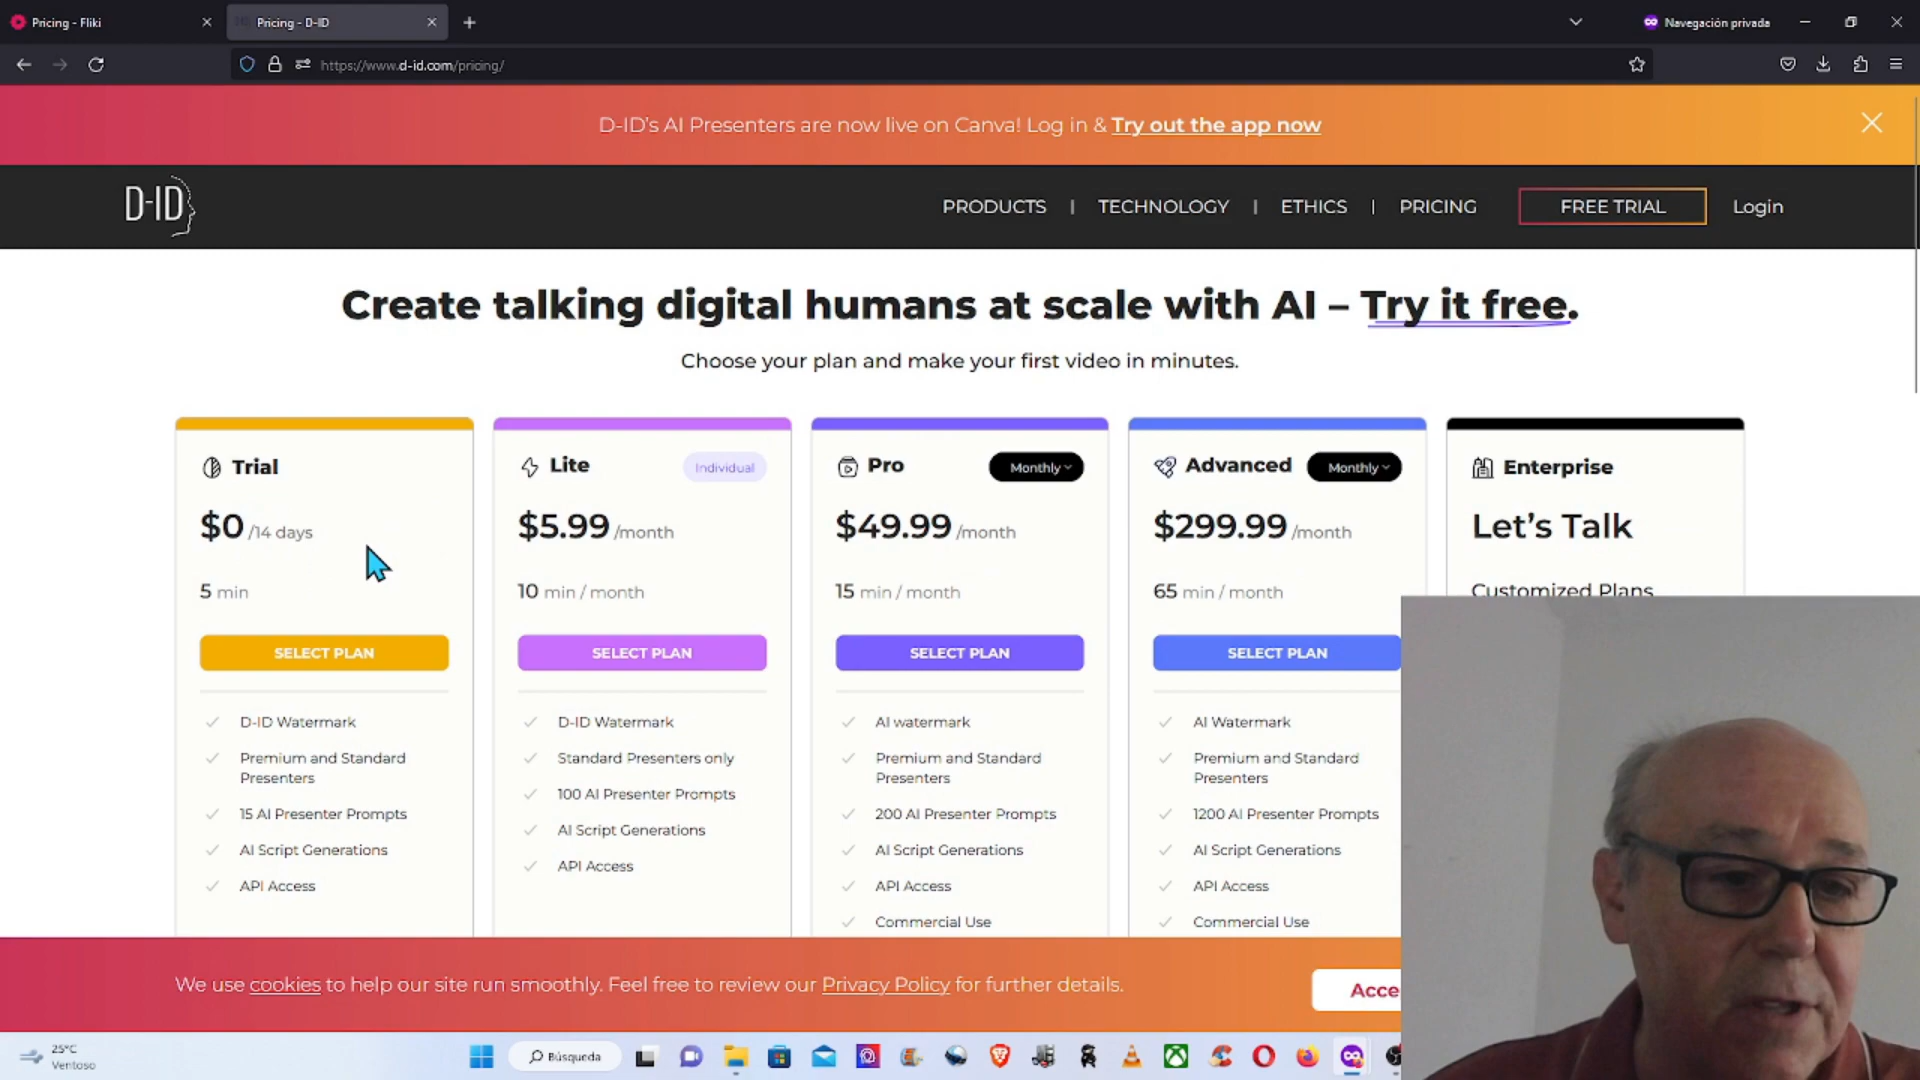 Pricing - Fliki
Pricing - D-ID
Navegación privada
https://www.d-id.com/pricing/
D-ID's AI Presenters are now live on Canva! Log in & Try out the app now
D-ID
PRODUCTS | TECHNOLOGY | ETHICS | PRICING
FREE TRIAL
Login
Create talking digital humans at scale with AI – Try it free.
Choose your plan and make your first video in minutes.
Trial
$0 /14 days
5 min
SELECT PLAN
D-ID Watermark
Premium and Standard
Presenters
15 AI Presenter Prompts
AI Script Generations
API Access
Lite
Individual
$5.99 /month
10 min / month
SELECT PLAN
D-ID Watermark
Standard Presenters only
100 AI Presenter Prompts
AI Script Generations
API Access
Pro
Monthly
$49.99 /month
15 min / month
SELECT PLAN
AI watermark
Premium and Standard
Presenters
200 AI Presenter Prompts
AI Script Generations
API Access
Commercial Use
Advanced
Monthly
$299.99 /month
65 min / month
SELECT PLAN
AI Watermark
Premium and Standard
Presenters
1200 AI Presenter Prompts
AI Script Generations
API Access
Commercial Use
Enterprise
Let's Talk
Customized Plans
We use cookies to help our site run smoothly. Feel free to review our Privacy Policy for further details.
Acce
25°C
Ventoso
Búsqueda